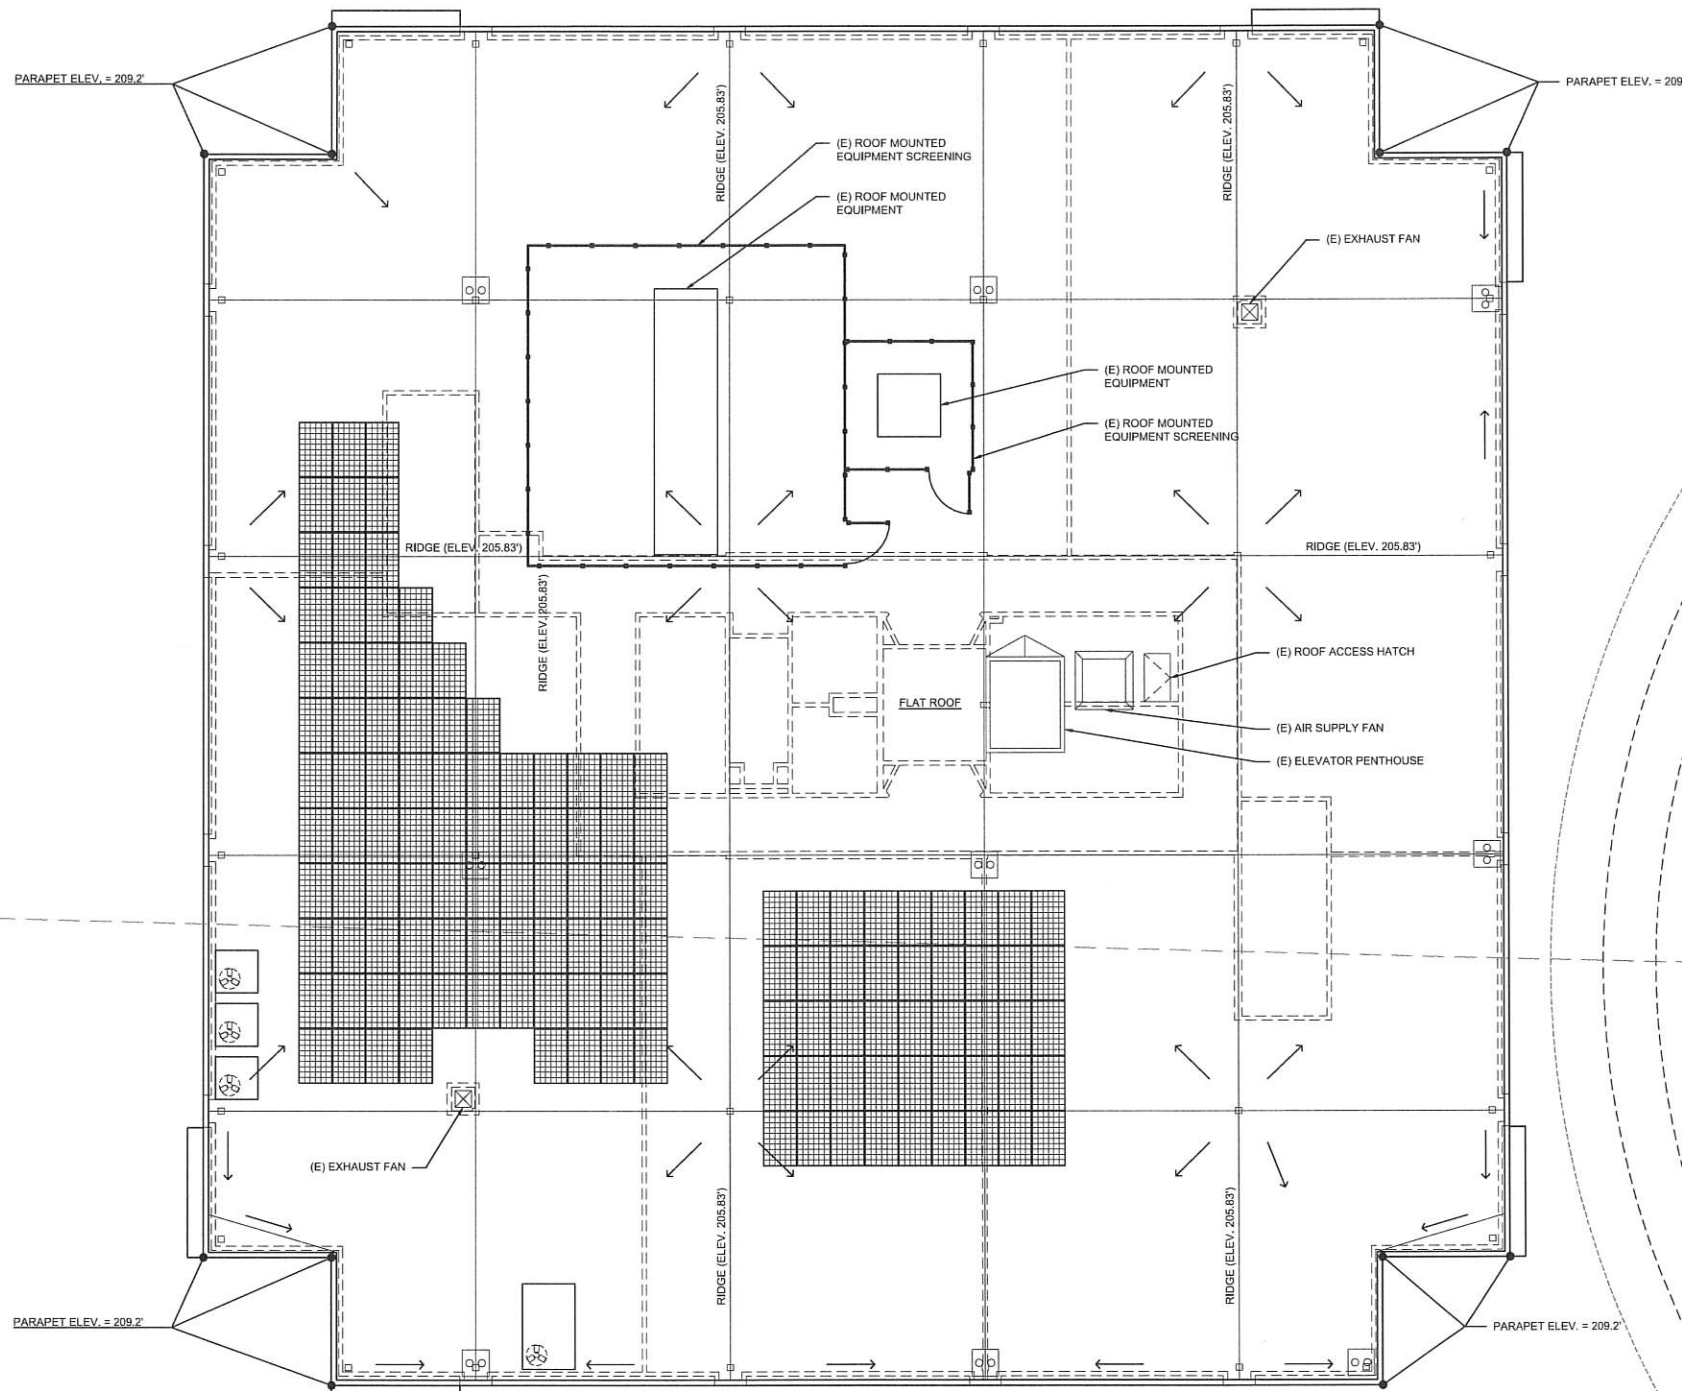 PARAPET ELEV. = 209.2'
PARAPET ELEV. = 209
RIDGE (ELEV. 205.83')
RIDGE (ELEV. 205.83')
(E) ROOF MOUNTED
EQUIPMENT SCREENING
(E) ROOF MOUNTED
EQUIPMENT
(E) EXHAUST FAN
(E) ROOF MOUNTED
EQUIPMENT
(E) ROOF MOUNTED
EQUIPMENT SCREENING
RIDGE (ELEV. 205.83')
RIDGE (ELEV. 205.83')
RIDGE (ELEV. 205.83')
(E) ROOF ACCESS HATCH
FLAT ROOF
(E) AIR SUPPLY FAN
(E) ELEVATOR PENTHOUSE
(E) EXHAUST FAN
RIDGE (ELEV. 205.83')
RIDGE (ELEV. 205.83')
PARAPET ELEV. = 209.2'
PARAPET ELEV. = 209.2'